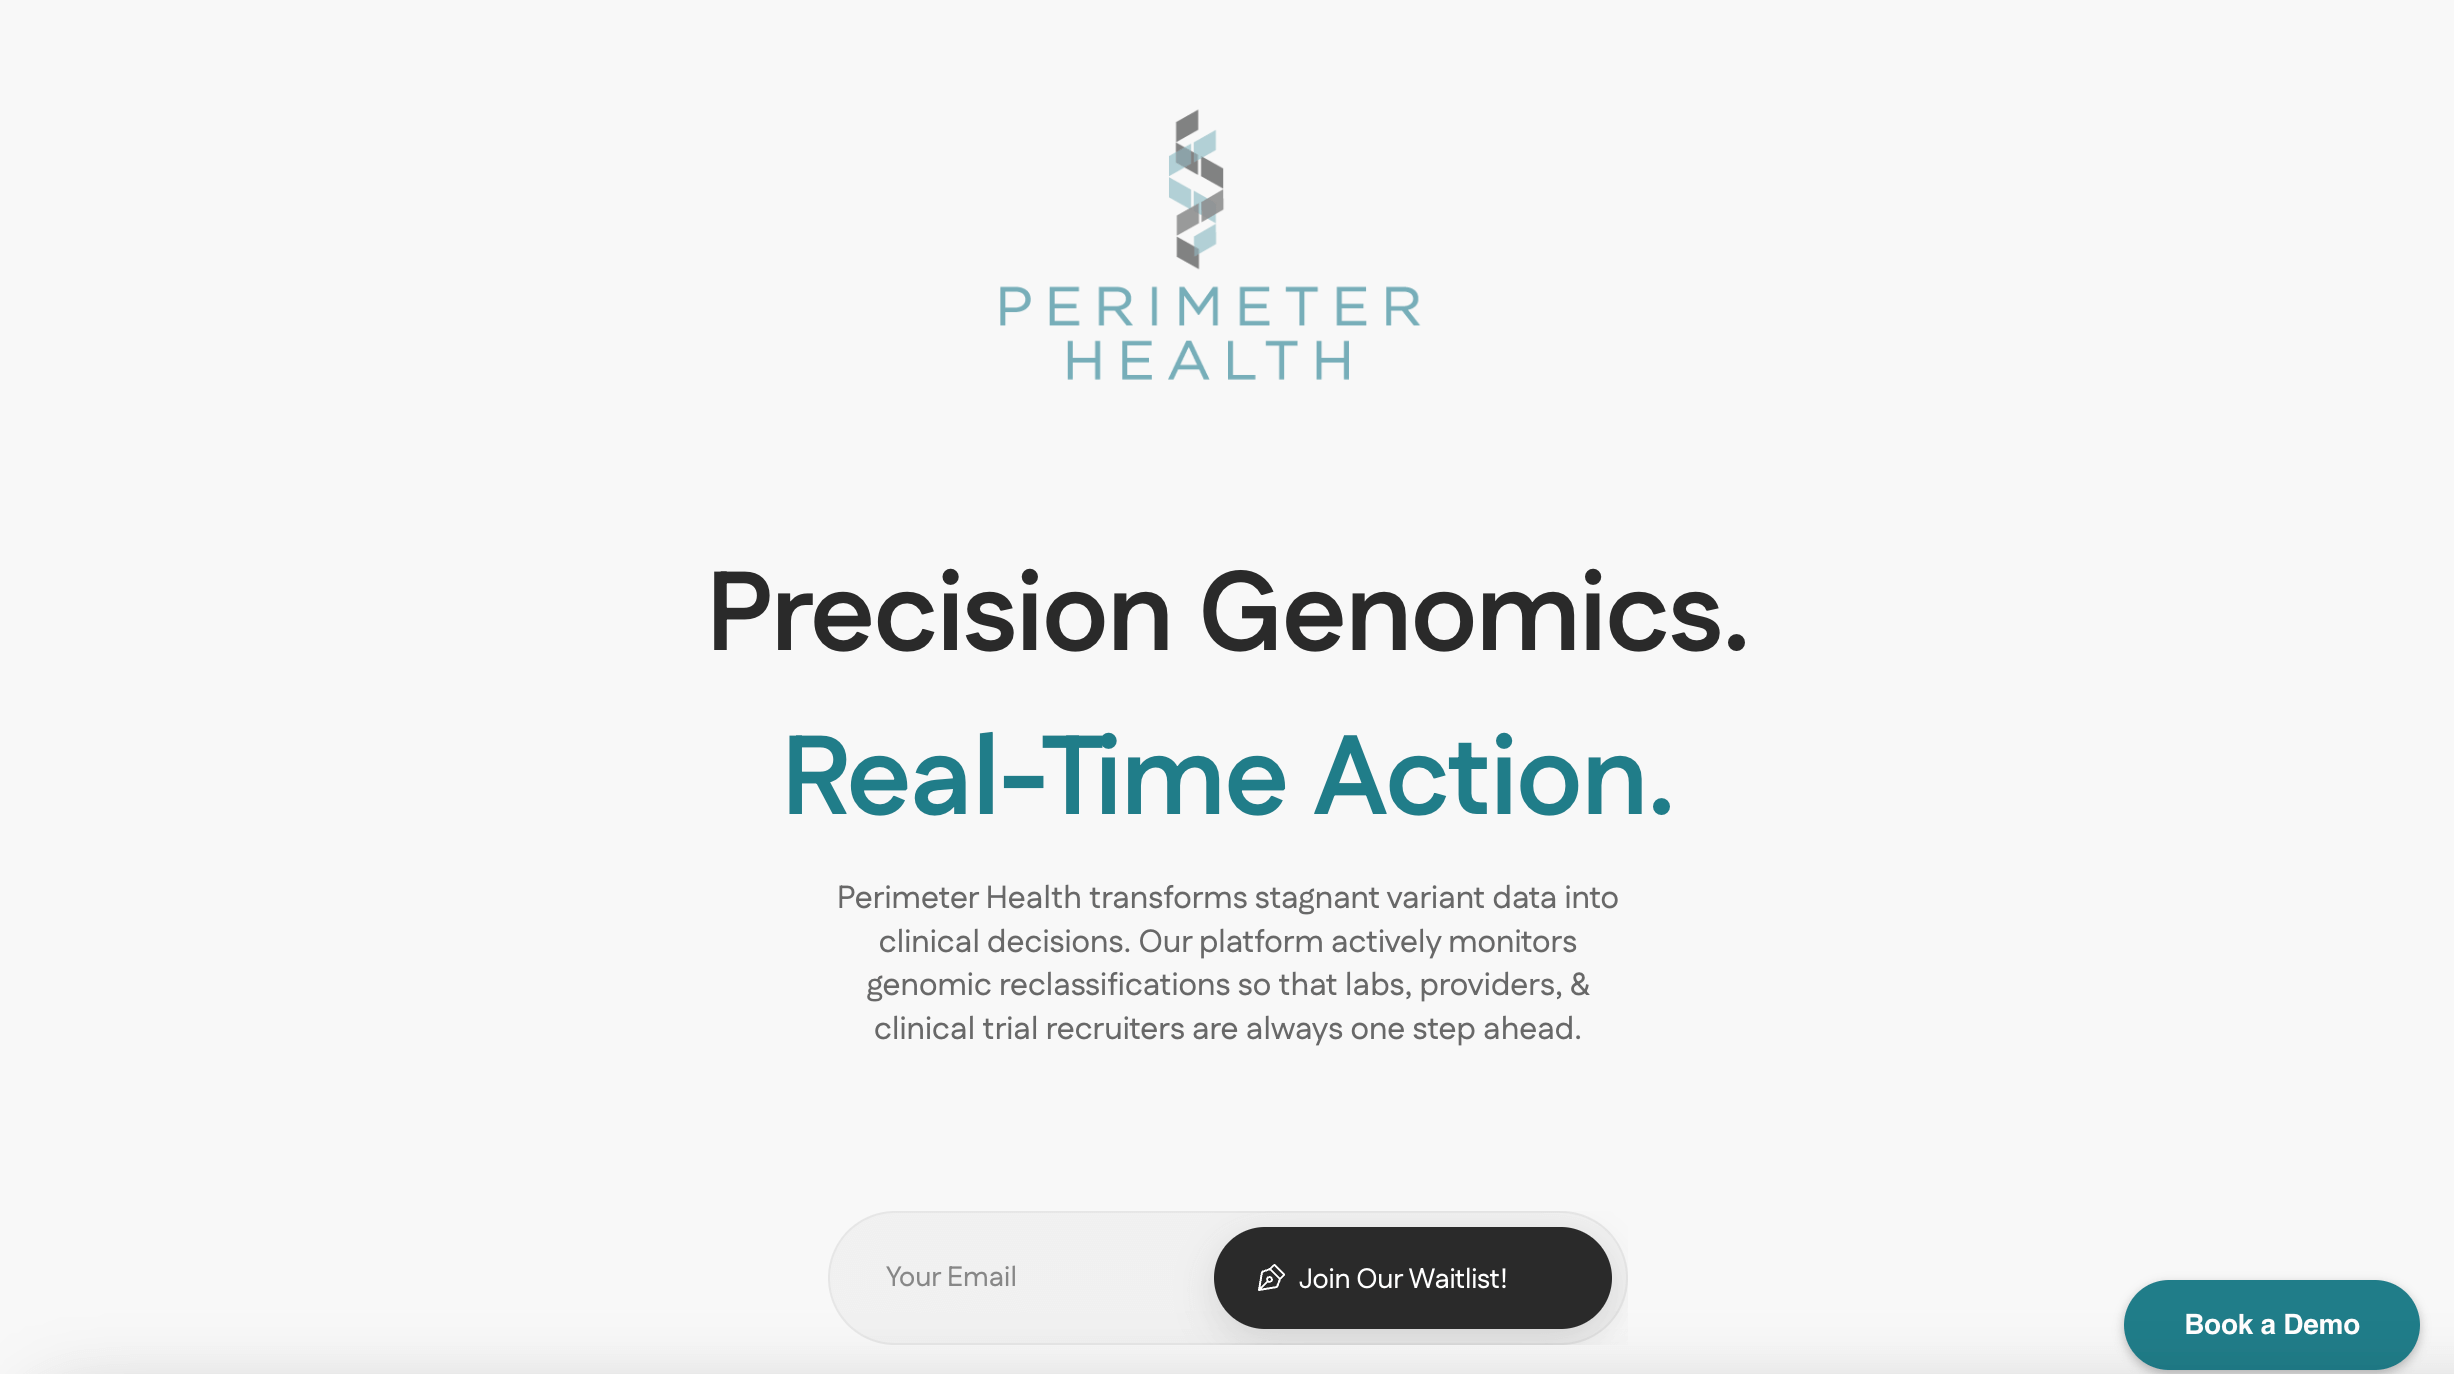 PERIMETER
HEALTH
Precision Genomics.
Real-Time Action.
Perimeter Health transforms stagnant variant data into
clinical decisions. Our platform actively monitors
genomic reclassifications so that labs, providers, &
clinical trial recruiters are always one step ahead.
Your Email
Join Our Waitlist!
Book a Demo